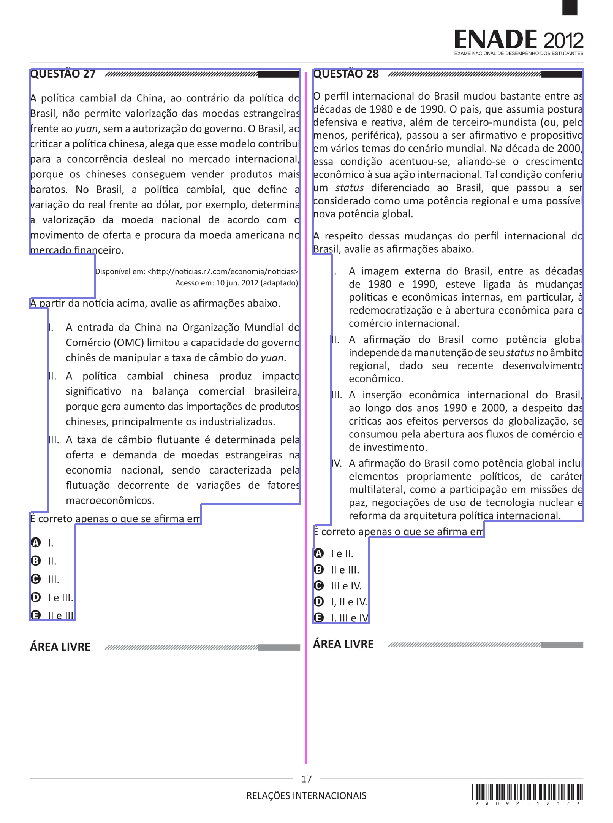 ENADE 2012
EXAME NACIONAL DE DESEMPENHO DOS ESTUDANTES
QUESTÃO 27
A política cambial da China, ao contrário da política do
Brasil, não permite valorização das moedas estrangeiras
frente ao yuan, sem a autorização do governo. O Brasil, ao
criticar a política chinesa, alega que esse modelo contribui
para a concorrência desleal no mercado internacional,
porque os chineses conseguem vender produtos mais
baratos. No Brasil, a política cambial, que define a
variação do real frente ao dólar, por exemplo, determina
a valorização da moeda nacional de acordo com o
movimento de oferta e procura da moeda americana no
mercado financeiro.
Disponível em: <http://noticias.r7.com/economia/noticias>
Acesso em: 10 jun. 2012 (adaptado).
A partir da notícia acima, avalie as afirmações abaixo.
I. A entrada da China na Organização Mundial do
Comércio (OMC) limitou a capacidade do governo
chinês de manipular a taxa de câmbio do yuan.
II. A política cambial chinesa produz impacto
significativo na balança comercial brasileira,
porque gera aumento das importações de produtos
chineses, principalmente os industrializados.
III. A taxa de câmbio flutuante é determinada pela
oferta e demanda de moedas estrangeiras na
economia nacional, sendo caracterizada pela
flutuação decorrente de variações de fatores
macroeconômicos.
É correto apenas o que se afirma em
A I.
B II.
C III.
D I e III.
E II e III.
ÁREA LIVRE
QUESTÃO 28
O perfil internacional do Brasil mudou bastante entre as
décadas de 1980 e de 1990. O país, que assumia postura
defensiva e reativa, além de terceiro-mundista (ou, pelo
menos, periférica), passou a ser afirmativo e propositivo
em vários temas do cenário mundial. Na década de 2000,
essa condição acentuou-se, aliando-se o crescimento
econômico à sua ação internacional. Tal condição conferiu
um status diferenciado ao Brasil, que passou a ser
considerado como uma potência regional e uma possível
nova potência global.
A respeito dessas mudanças do perfil internacional do
Brasil, avalie as afirmações abaixo.
I. A imagem externa do Brasil, entre as décadas
de 1980 e 1990, esteve ligada às mudanças
políticas e econômicas internas, em particular, à
redemocratização e à abertura econômica para o
comércio internacional.
II. A afirmação do Brasil como potência global
independe da manutenção de seu status no âmbito
regional, dado seu recente desenvolvimento
econômico.
III. A inserção econômica internacional do Brasil,
ao longo dos anos 1990 e 2000, a despeito das
críticas aos efeitos perversos da globalização, se
consumou pela abertura aos fluxos de comércio e
de investimento.
IV. A afirmação do Brasil como potência global inclui
elementos propriamente políticos, de caráter
multilateral, como a participação em missões de
paz, negociações de uso de tecnologia nuclear e
reforma da arquitetura política internacional.
É correto apenas o que se afirma em
A I e II.
B II e III.
C III e IV.
D I, II e IV.
E I, III e IV.
ÁREA LIVRE
17
RELAÇÕES INTERNACIONAIS